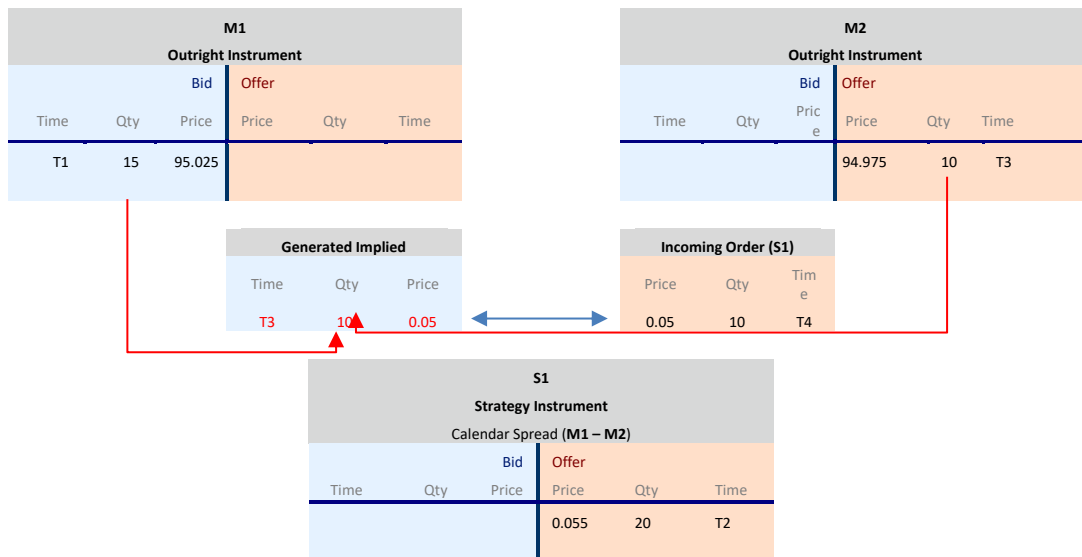 M1
Outright Instrument
Bid Offer
Time Qty Price Price Qty Time
T1 15 95.025
M2
Outright Instrument
Bid Offer
Time Qty Pric
e Price Qty Time
94.975 10 T3
Generated Implied
Time Qty Price
T3 10 0.05
Incoming Order (S1)
Price Qty Tim
e
0.05 10 T4
S1
Strategy Instrument
Calendar Spread (M1 – M2)
Bid Offer
Time Qty Price Price Qty Time
0.055 20 T2